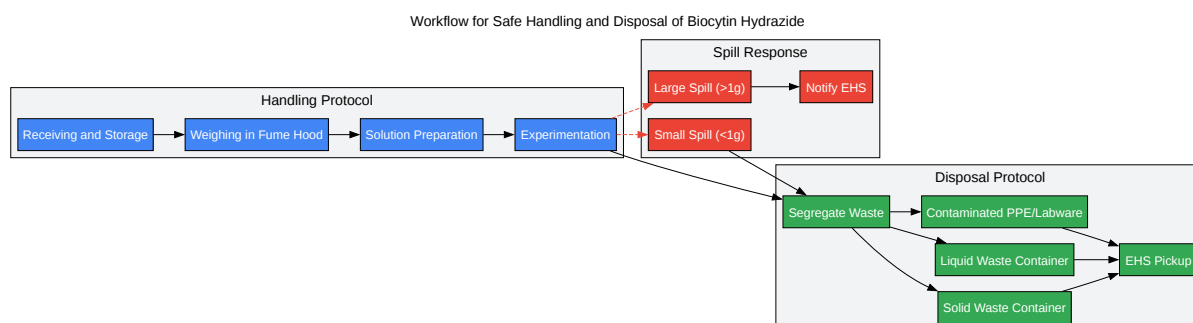 Workflow for Safe Handling and Disposal of Biocytin Hydrazide
Spill Response
Large Spill (>1g)
Notify EHS
Handling Protocol
Receiving and Storage
Weighing in Fume Hood
Solution Preparation
Experimentation
Small Spill (<1g)
Disposal Protocol
Segregate Waste
Contaminated PPE/Labware
Liquid Waste Container
EHS Pickup
Solid Waste Container